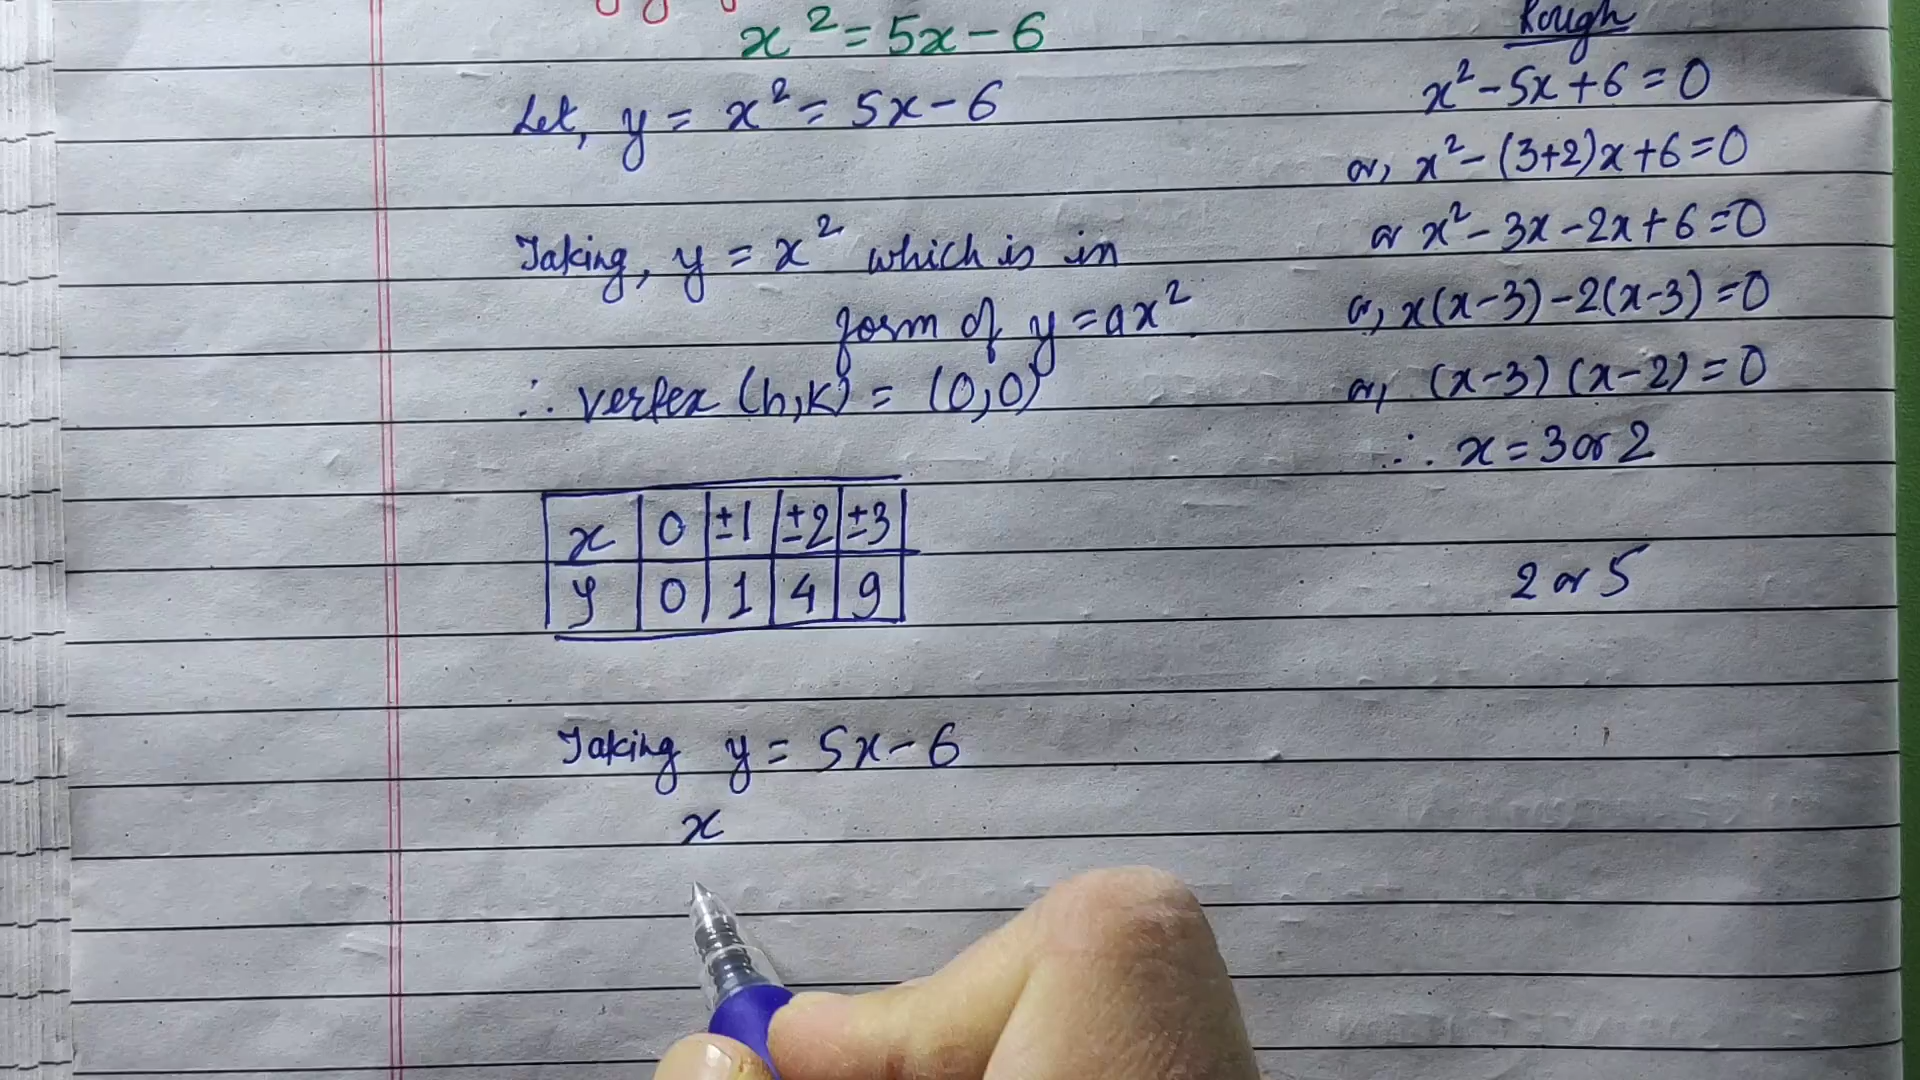 x² = 5x - 6
Let, y = x² = 5x - 6
Taking, y = x² which is in
form of y = ax²
∴ vertex (h,k) = (0,0)
x 0 ±1 ±2 ±3
y 0 1 4 9
Taking y = 5x - 6
x
Rough
x² - 5x + 6 = 0
or, x² - (3+2)x + 6 = 0
or x² - 3x - 2x + 6 = 0
or, x(x-3) - 2(x-3) = 0
or, (x-3) (x-2) = 0
∴ x = 3 or 2
2 or 5